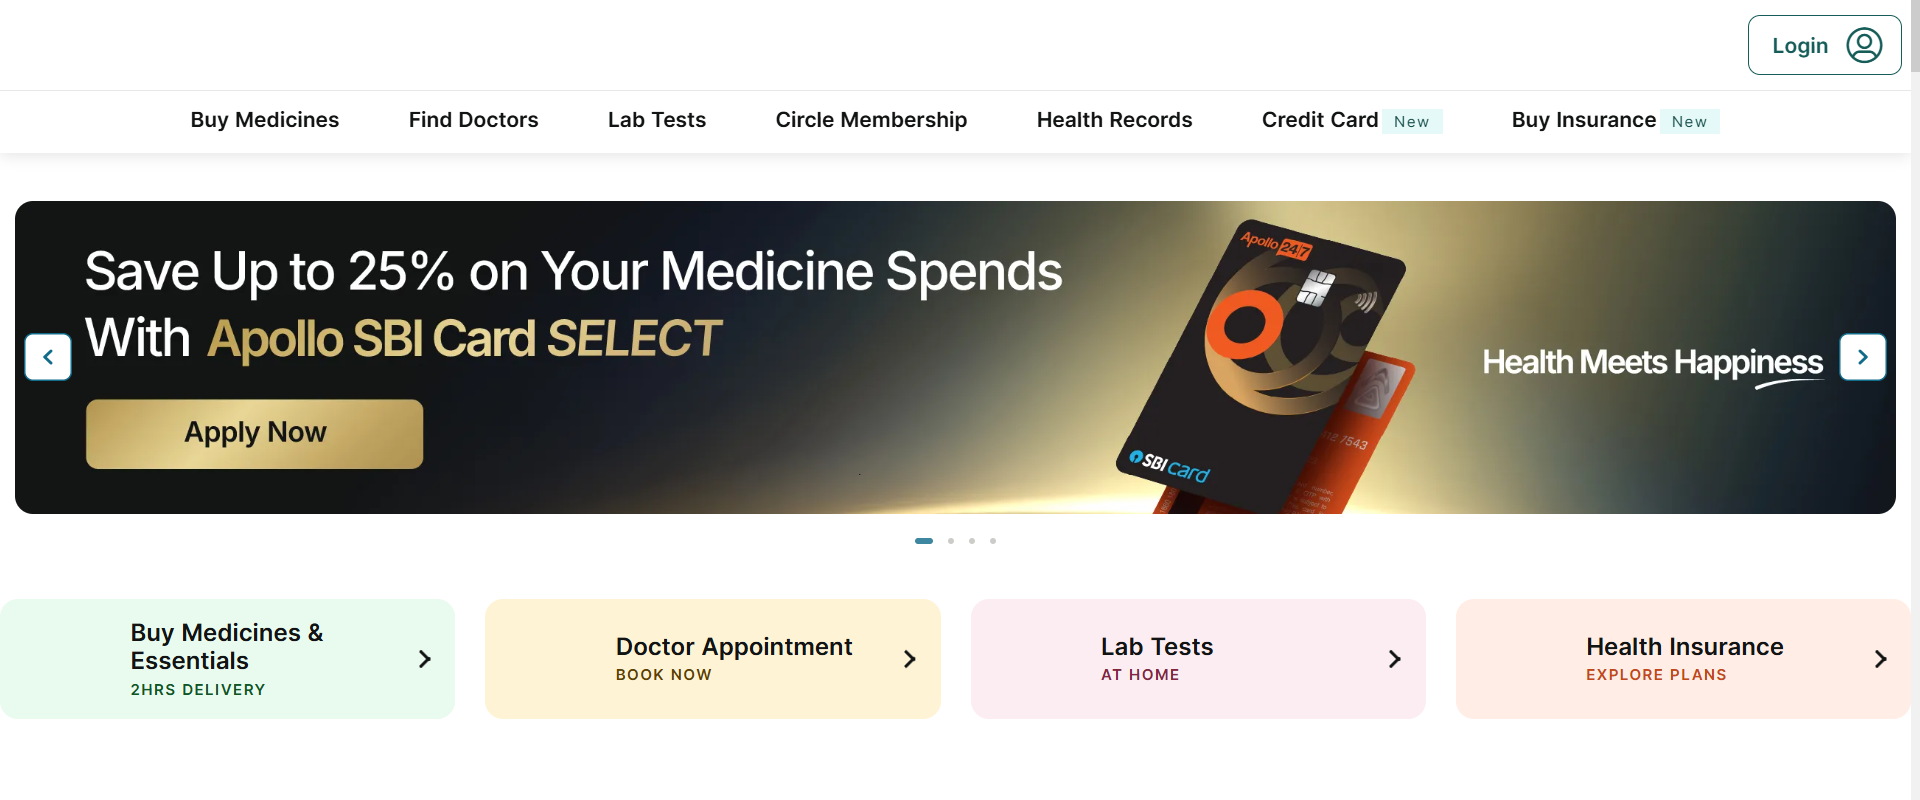 Login
Buy Medicines
Find Doctors
Lab Tests
Circle Membership
Health Records
Credit Card New
Buy Insurance New
Save Up to 25% on Your Medicine Spends
With Apollo SBI Card SELECT
Apply Now
Apollo 24|7
SBI card
7543
Health Meets Happiness
Buy Medicines &
Essentials
2HRS DELIVERY
Doctor Appointment
BOOK NOW
Lab Tests
AT HOME
Health Insurance
EXPLORE PLANS